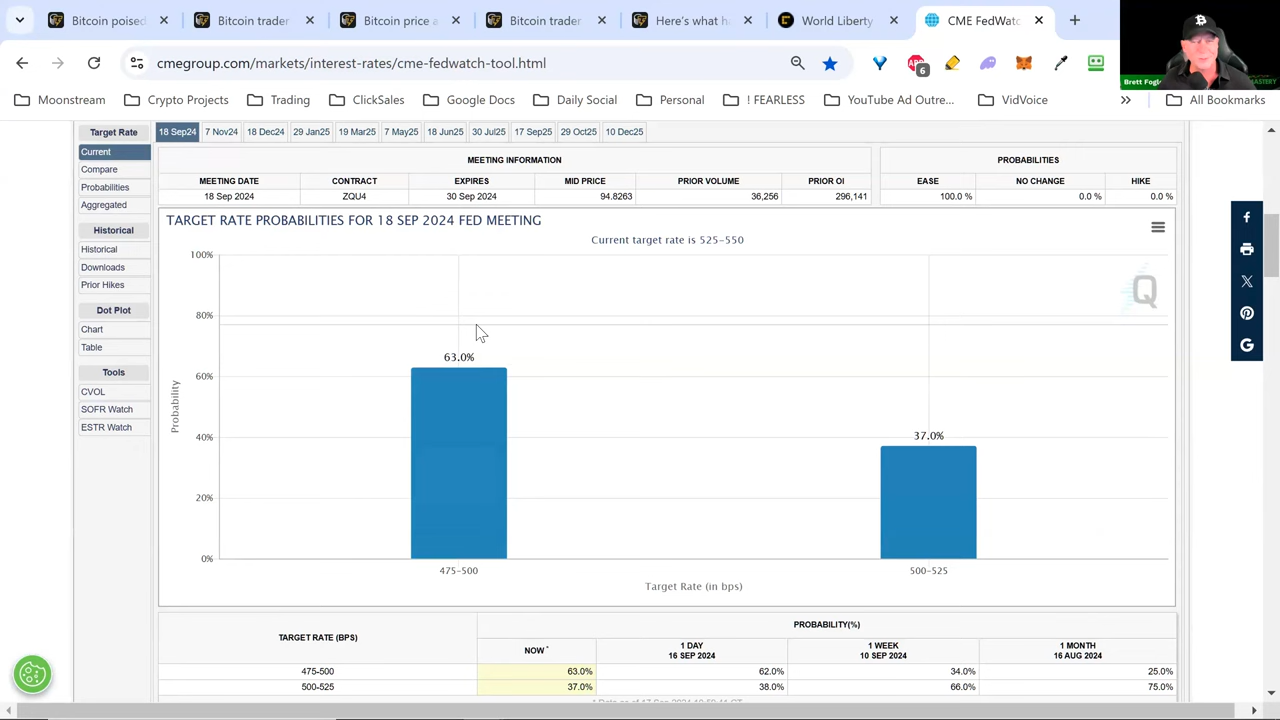 Bitcoin poised
Bitcoin trader
Bitcoin price a
Bitcoin trader
Here's what h
World Liberty
CME FedWatc
cmegroup.com/markets/interest-rates/cme-fedwatch-tool.html
ABP
6
Brett Fogle
MASTERY
Moonstream
Crypto Projects
Trading
ClickSales
Google Docs
Daily Social
Personal
! FEARLESS
YouTube Ad Outre...
VidVoice
All Bookmarks
Target Rate
Current
Compare
Probabilities
Aggregated
Historical
Historical
Downloads
Prior Hikes
Dot Plot
Chart
Table
Tools
CVOL
SOFR Watch
ESTR Watch
18 Sep24 7 Nov24 18 Dec24 29 Jan25 19 Mar25 7 May25 18 Jun25 30 Jul25 17 Sep25 29 Oct25 10 Dec25
MEETING INFORMATION
MEETING DATE CONTRACT EXPIRES MID PRICE PRIOR VOLUME PRIOR OI
18 Sep 2024 ZQU4 30 Sep 2024 94.8263 36,256 296,141
PROBABILITIES
EASE NO CHANGE HIKE
100.0 % 0.0 % 0.0 %
TARGET RATE PROBABILITIES FOR 18 SEP 2024 FED MEETING
Current target rate is 525-550
Q
100%
80%
60%
40%
20%
0%
Probability
63.0%
37.0%
475-500
500-525
Target Rate (in bps)
TARGET RATE (BPS)
PROBABILITY(%)
NOW *
1 DAY
16 SEP 2024
1 WEEK
10 SEP 2024
1 MONTH
16 AUG 2024
475-500 63.0% 62.0% 34.0% 25.0%
500-525 37.0% 38.0% 66.0% 75.0%